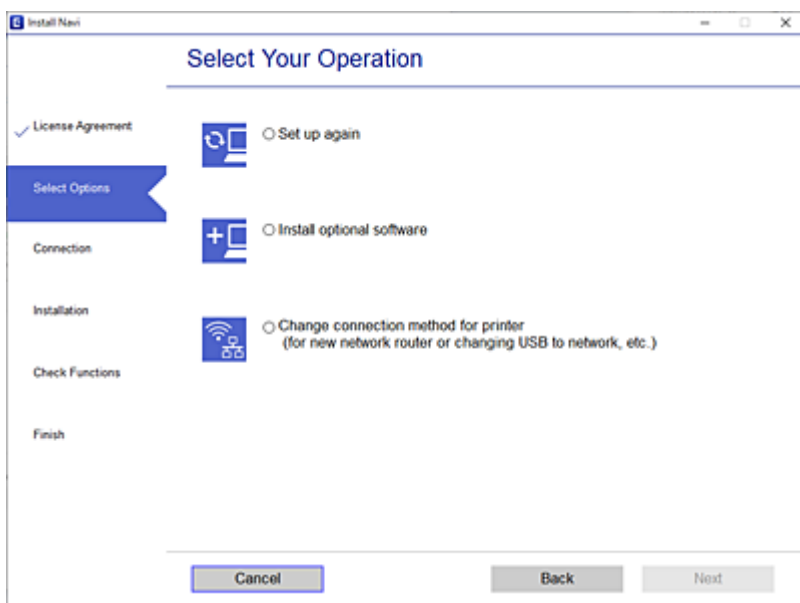 Install Navi
Select Your Operation
License Agreement
Set up again
Select Options
Install optional software
Connection
Installation
Change connection method for printer
(for new network router or changing USB to network, etc.)
Check Functions
Finish
Cancel
Back
Next